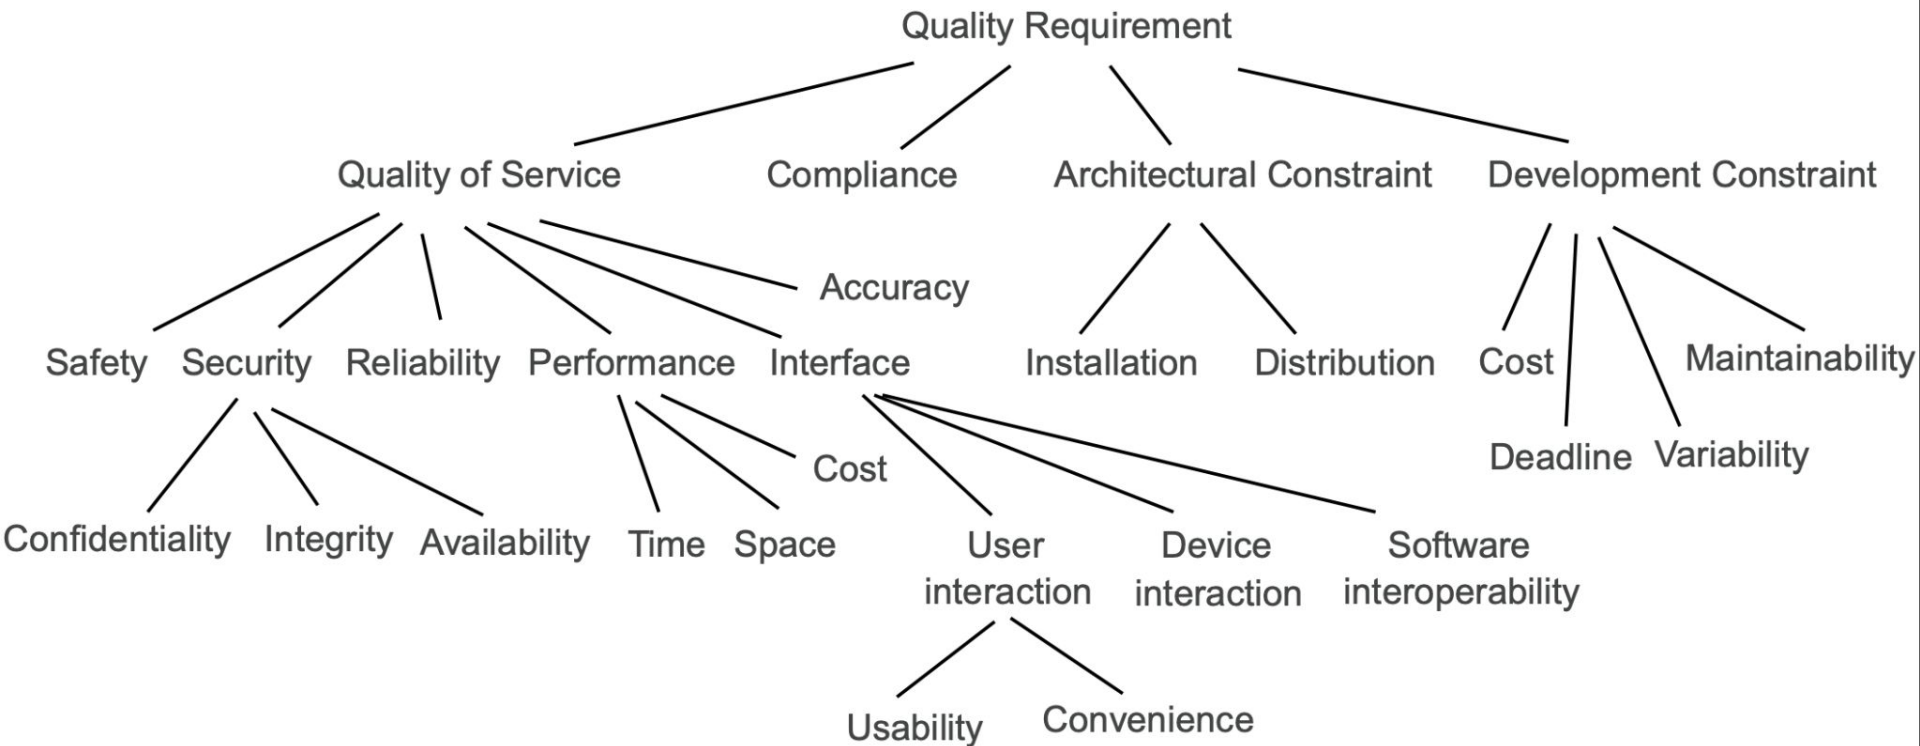 Quality Requirement
Quality of Service
Compliance
Architectural Constraint
Development Constraint
Accuracy
Safety
Security
Reliability
Performance
Interface
Installation
Distribution
Cost
Maintainability
Deadline
Variability
Cost
Confidentiality
Integrity
Availability
Time
Space
User
interaction
Device
interaction
Software
interoperability
Usability
Convenience